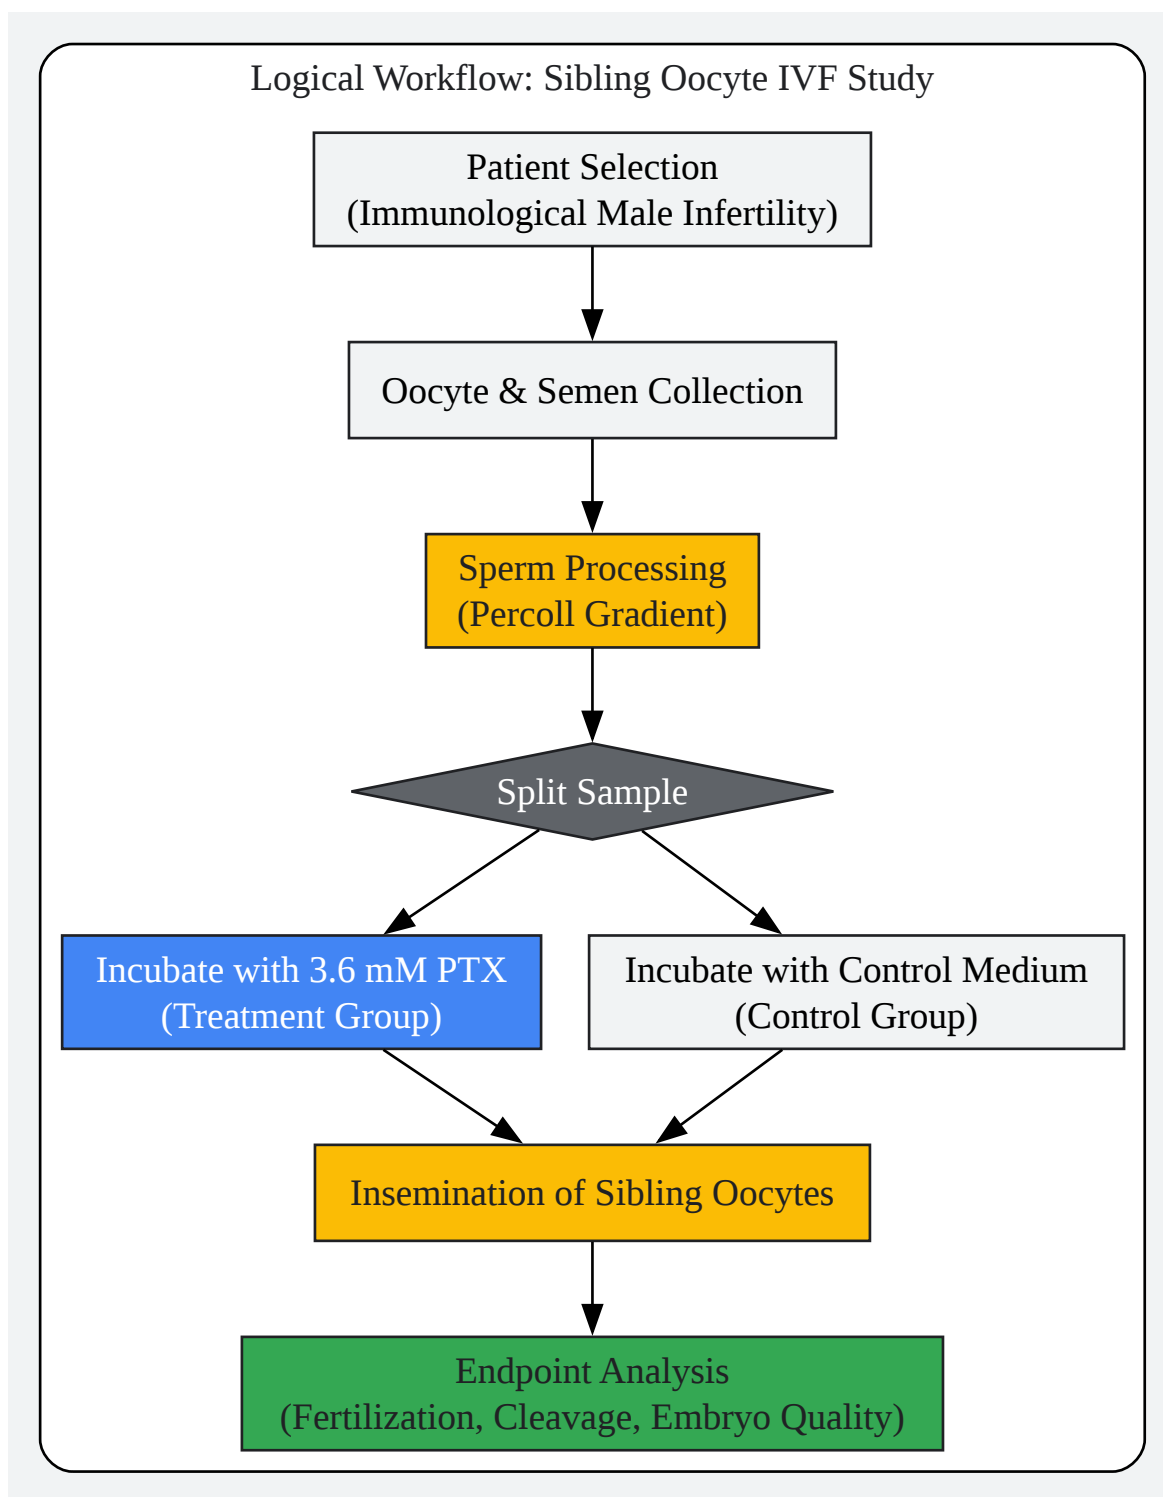 Logical Workflow: Sibling Oocyte IVF Study
Patient Selection
(Immunological Male Infertility)
Oocyte & Semen Collection
Sperm Processing
(Percoll Gradient)
Split Sample
Incubate with 3.6 mM PTX
(Treatment Group)
Incubate with Control Medium
(Control Group)
Insemination of Sibling Oocytes
Endpoint Analysis
(Fertilization, Cleavage, Embryo Quality)